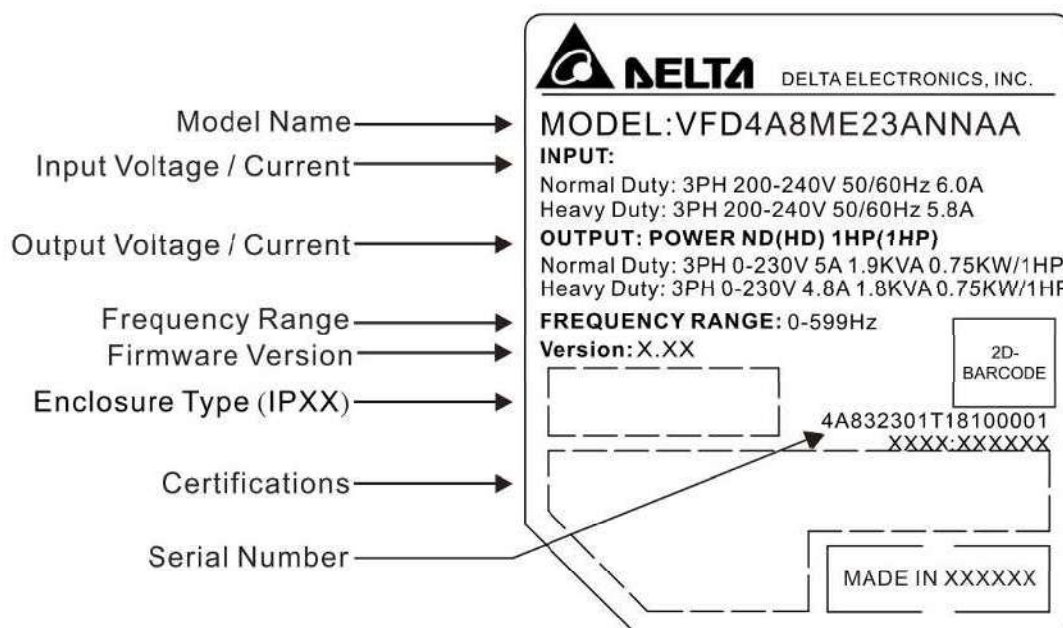 DELTA DELTA ELECTRONICS, INC.
Model Name
MODEL:VFD4A8ME23ANNAA
Input Voltage / Current
INPUT:
Normal Duty: 3PH 200-240V 50/60Hz 6.0A
Heavy Duty: 3PH 200-240V 50/60Hz 5.8A
Output Voltage / Current
OUTPUT: POWER ND(HD) 1HP(1HP)
Normal Duty: 3PH 0-230V 5A 1.9KVA 0.75KW/1HP
Heavy Duty: 3PH 0-230V 4.8A 1.8KVA 0.75KW/1HP
Frequency Range
FREQUENCY RANGE: 0-599Hz
Firmware Version
Version: X.XX
2D-
BARCODE
Enclosure Type (IPXX)
4A832301T18100001
XXXX:XXXXXX
Certifications
Serial Number
MADE IN XXXXXX